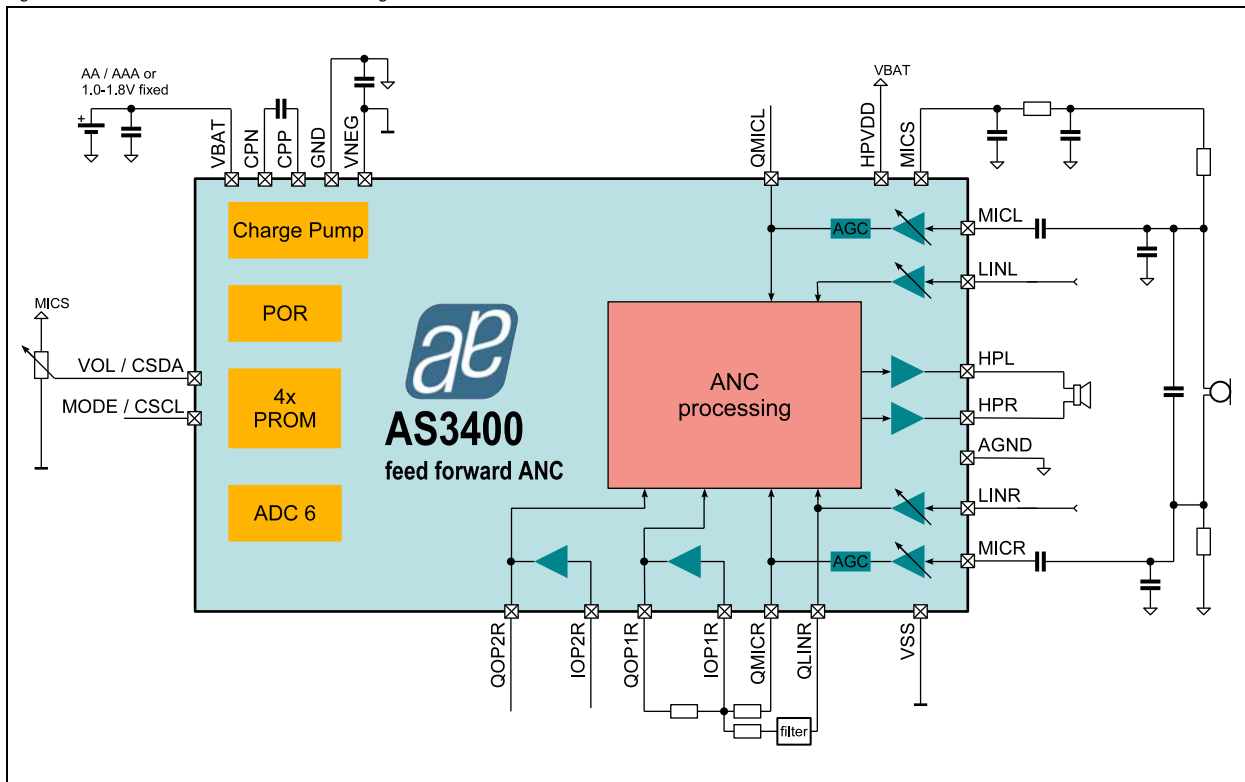 AA / AAA or
1.0-1.8V fixed
VBAT
CPN
CPP
GND
VNEG
QMICL
VBAT
HPVDD
MICS
Charge Pump
POR
4x
PROM
ADC 6
MICS
VOL / CSDA
MODE / CSCL
ae
AS3400
feed forward ANC
ANC
processing
AGC
AGC
MICL
LINL
HPL
HPR
AGND
LINR
MICR
QOP2R
IOP2R
QOP1R
IOP1R
QMICR
QLINR
VSS
filter